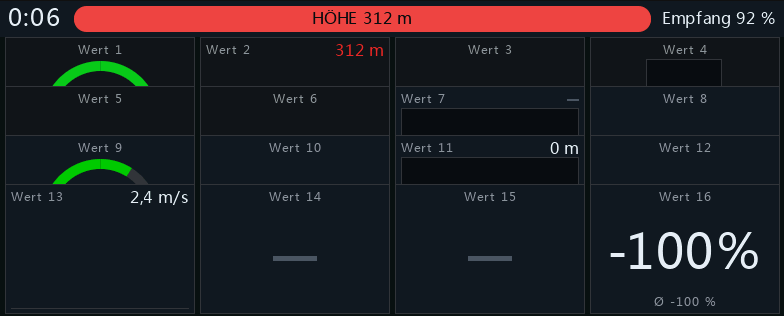 0:06 HÖHE 312 m Empfang 92 %
Wert 1 Wert 2 312 m Wert 3 Wert 4
Wert 5 Wert 6 Wert 7 — Wert 8
Wert 9 Wert 10 Wert 11 0 m Wert 12
Wert 13 2,4 m/s Wert 14 Wert 15 Wert 16
— — -100%
Ø -100 %